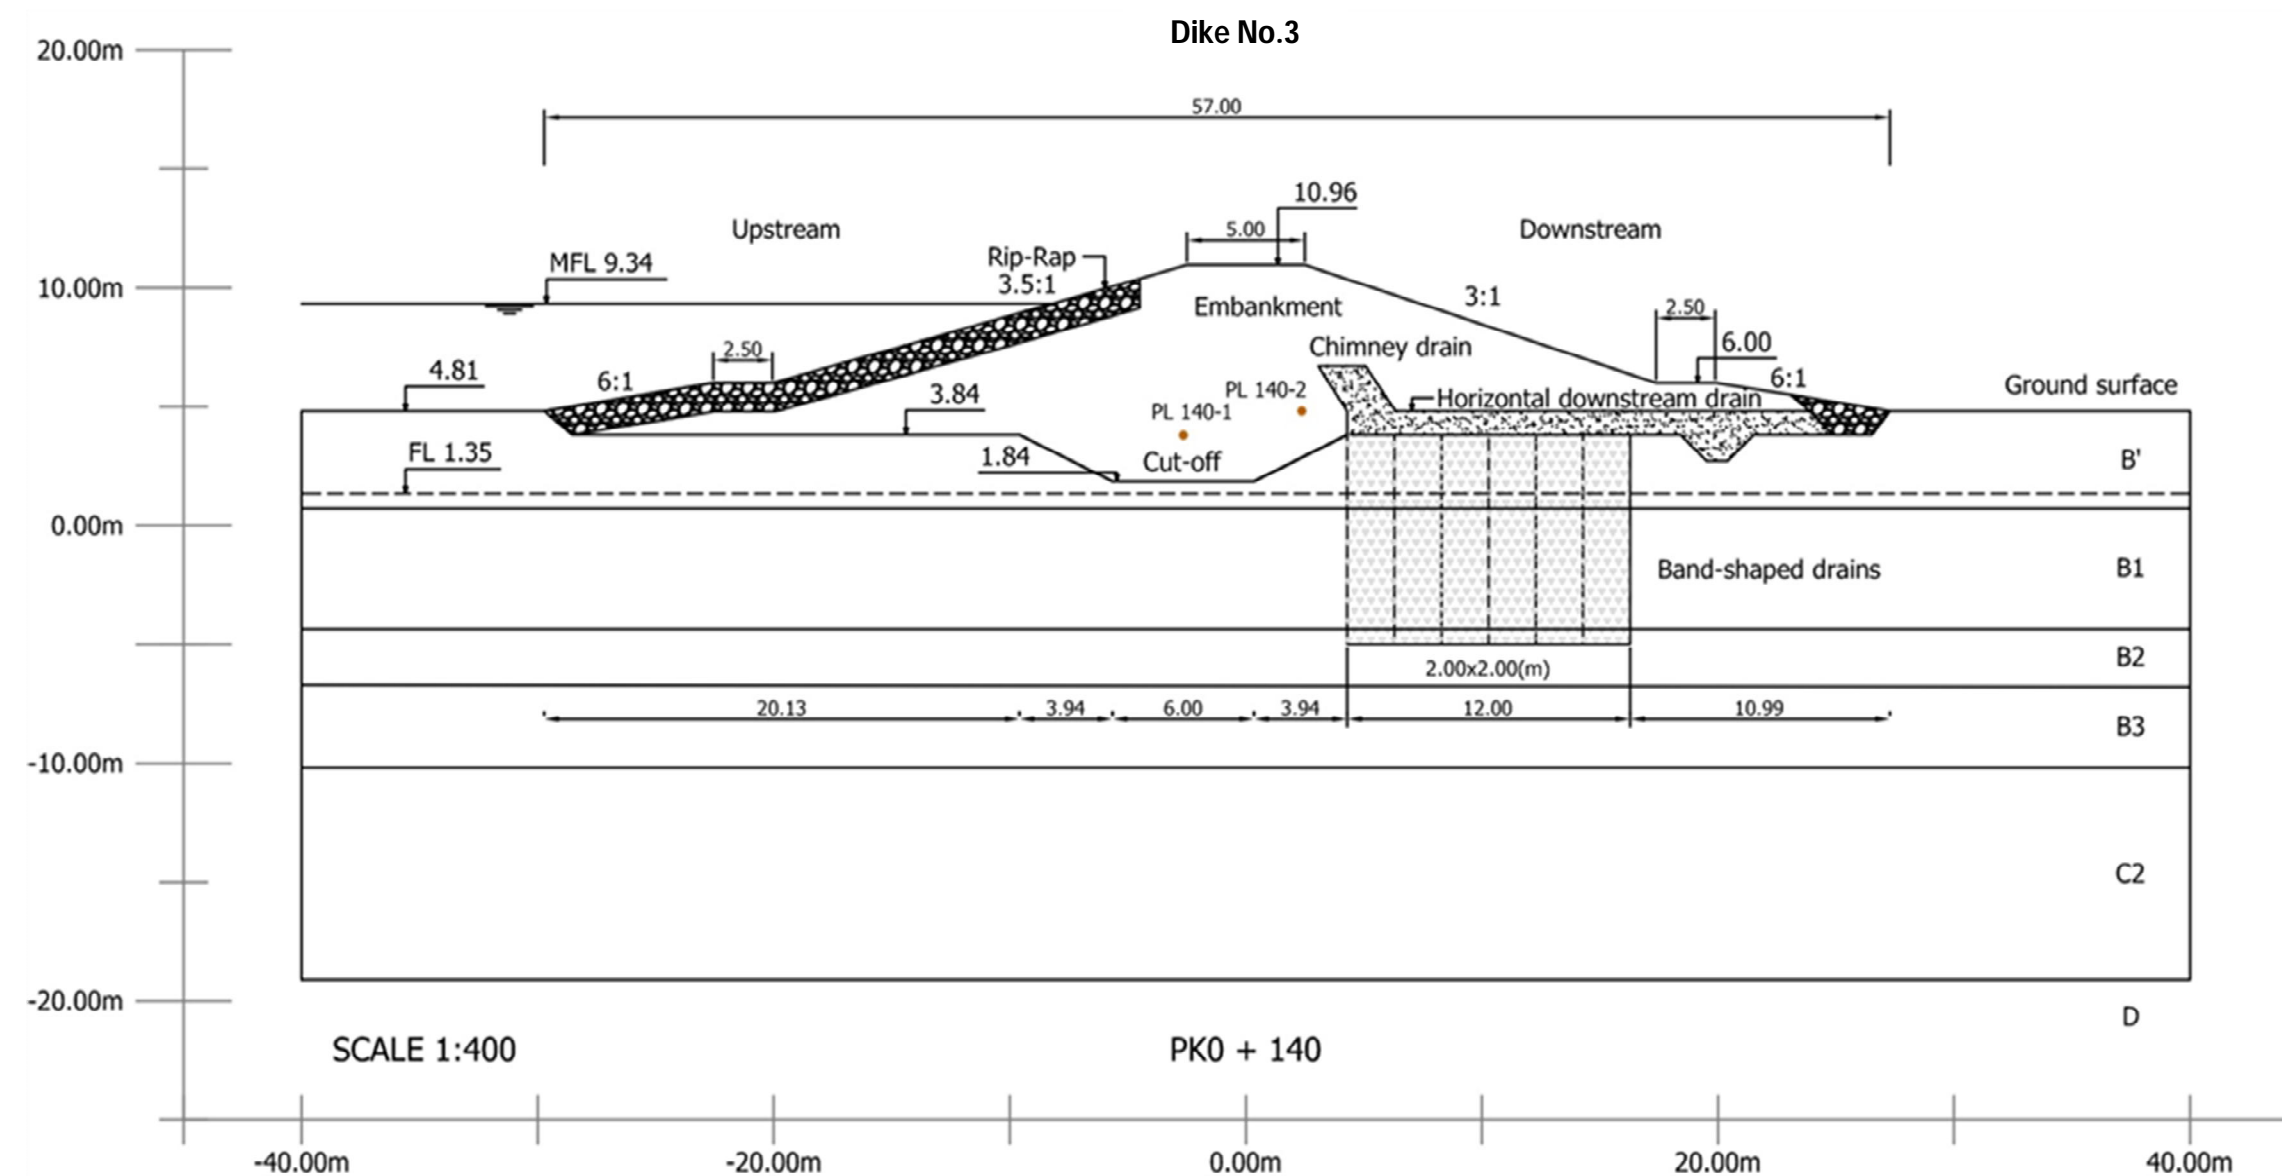 Dike No.3
20.00m
57.00
10.96
Upstream
5.00
Downstream
Rip-Rap
MFL 9.34
3.5:1
10.00m
Embankment
3:1
2.50
2.50
Chimney drain
6.00
4.81
6:1
3.84
PL 140-2
6:1
Ground surface
Horizontal downstream drain
PL 140-1
FL 1.35
1.84
Cut-off
B'
0.00m
Band-shaped drains
B1
2.00x2.00(m)
B2
20.13
3.94
6.00
3.94
12.00
10.99
B3
-10.00m
C2
-20.00m
D
SCALE 1:400
PK0 + 140
-40.00m
-20.00m
0.00m
20.00m
40.00m